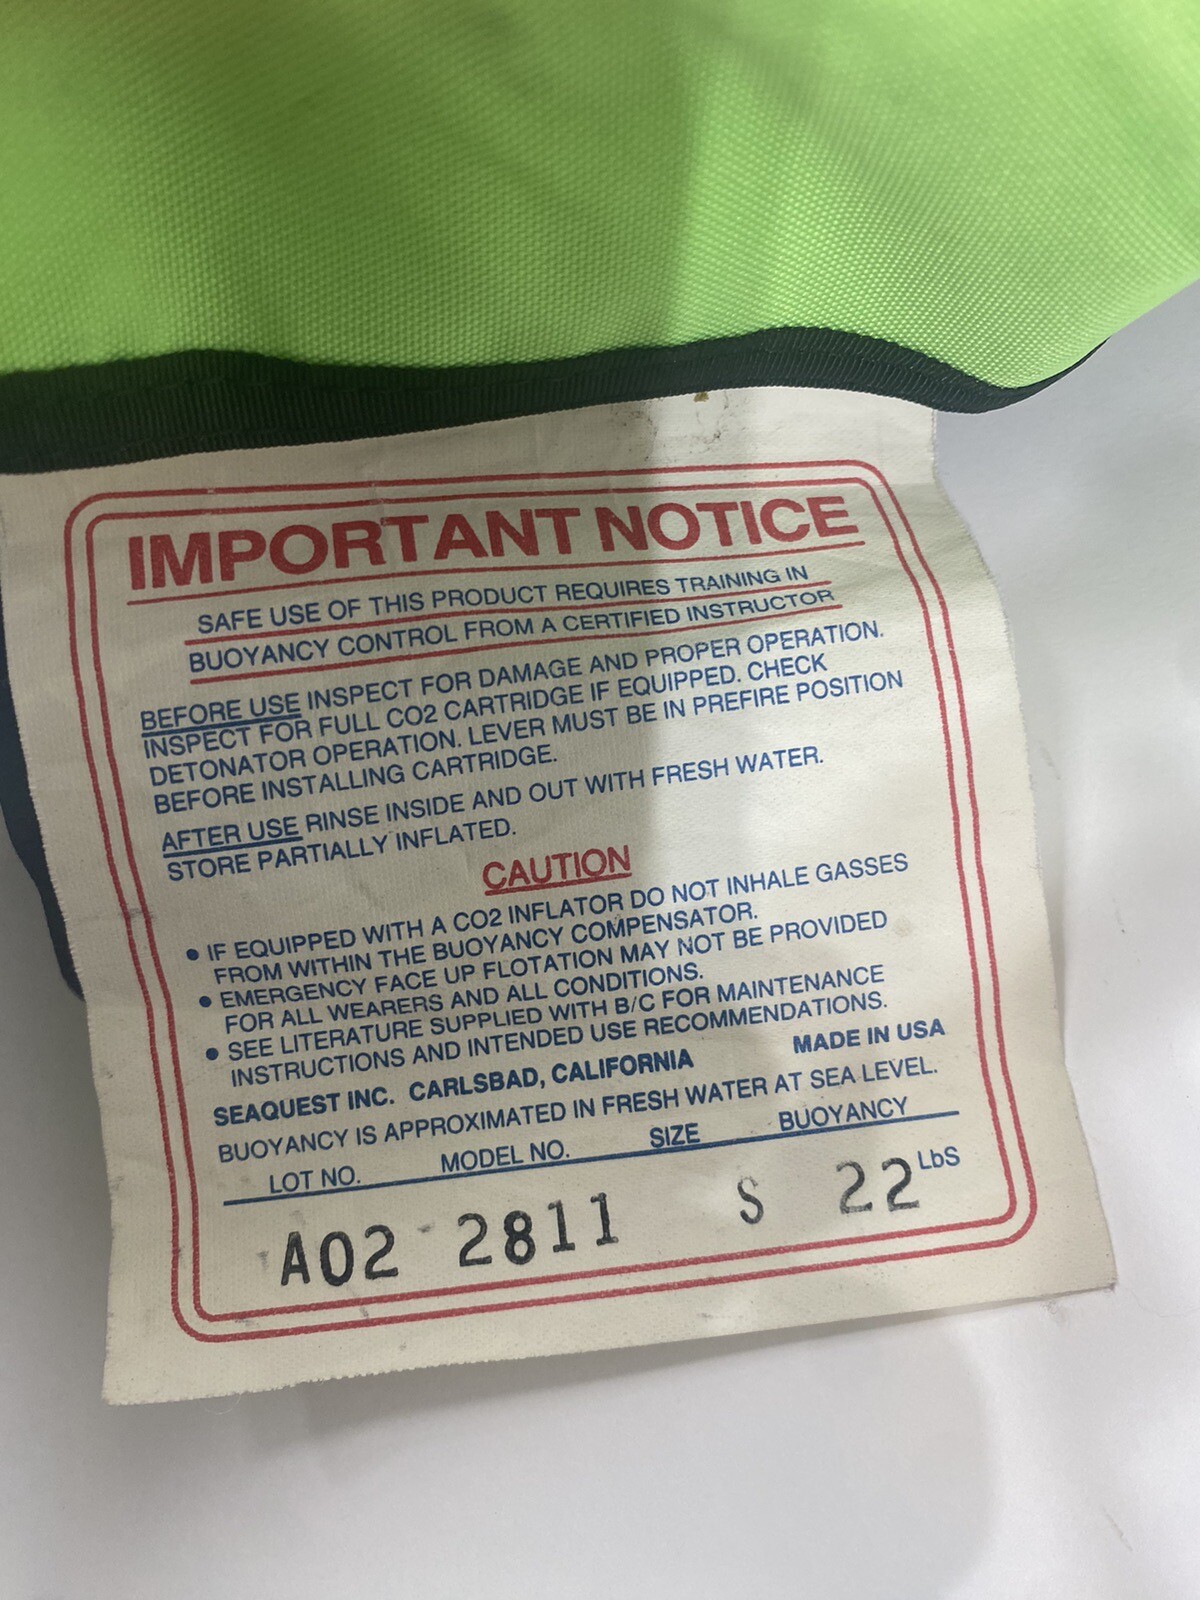 IMPORTANT NOTICE
SAFE USE OF THIS PRODUCT REQUIRES TRAINING IN
BUOYANCY CONTROL FROM A CERTIFIED INSTRUCTOR
BEFORE USE INSPECT FOR DAMAGE AND PROPER OPERATION.
INSPECT FOR FULL CO2 CARTRIDGE IF EQUIPPED. CHECK
DETONATOR OPERATION. LEVER MUST BE IN PREFIRE POSITION
BEFORE INSTALLING CARTRIDGE.
AFTER USE RINSE INSIDE AND OUT WITH FRESH WATER.
STORE PARTIALLY INFLATED.
CAUTION
• IF EQUIPPED WITH A CO2 INFLATOR DO NOT INHALE GASSES
FROM WITHIN THE BUOYANCY COMPENSATOR.
• EMERGENCY FACE UP FLOTATION MAY NOT BE PROVIDED
FOR ALL WEARERS AND ALL CONDITIONS.
• SEE LITERATURE SUPPLIED WITH B/C FOR MAINTENANCE
INSTRUCTIONS AND INTENDED USE RECOMMENDATIONS.
SEAQUEST INC. CARLSBAD, CALIFORNIA MADE IN USA
BUOYANCY IS APPROXIMATED IN FRESH WATER AT SEA LEVEL.
LOT NO. MODEL NO. SIZE BUOYANCY
A02 2811 S 22 LbS